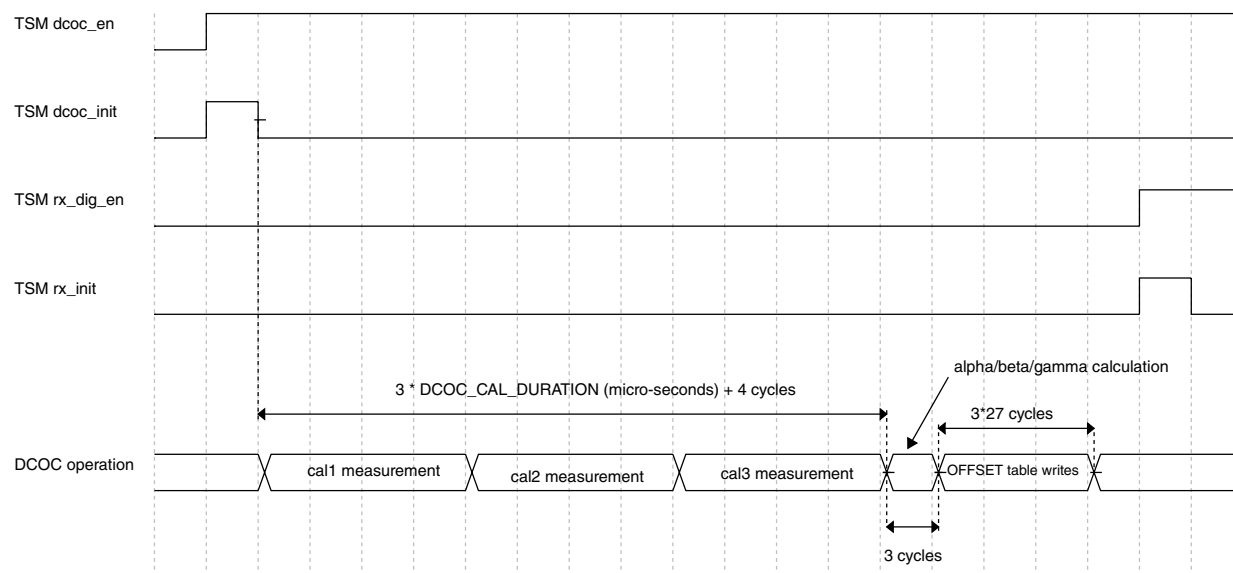 TSM dcoc_en
TSM dcoc_init
TSM rx_dig_en
TSM rx_init
alpha/beta/gamma calculation
3 * DCOC_CAL_DURATION (micro-seconds) + 4 cycles
3*27 cycles
DCOC operation
cal1 measurement
cal2 measurement
cal3 measurement
OFFSET table writes
3 cycles